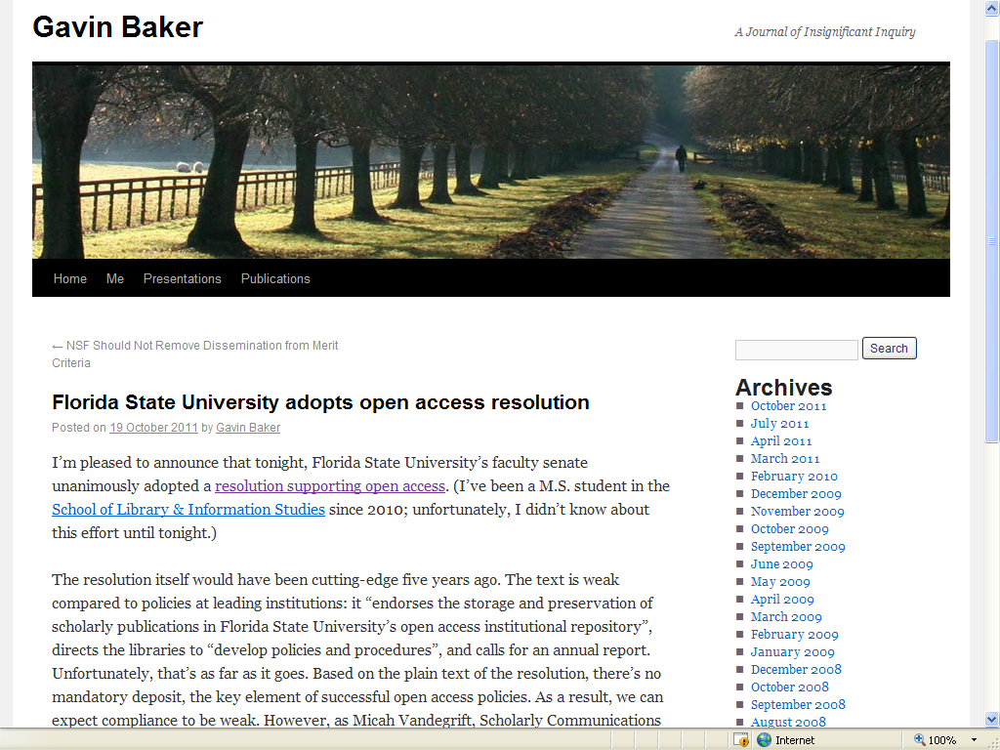 Gavin Baker
A Journal of Insignificant Inquiry
Home Me Presentations Publications
← NSF Should Not Remove Dissemination from Merit
Criteria
Florida State University adopts open access resolution
Posted on 19 October 2011 by Gavin Baker
I'm pleased to announce that tonight, Florida State University's faculty senate
unanimously adopted a resolution supporting open access. (I've been a M.S. student in the
School of Library & Information Studies since 2010; unfortunately, I didn't know about
this effort until tonight.)
The resolution itself would have been cutting-edge five years ago. The text is weak
compared to policies at leading institutions: it “endorses the storage and preservation of
scholarly publications in Florida State University's open access institutional repository”,
directs the libraries to “develop policies and procedures”, and calls for an annual report.
Unfortunately, that's as far as it goes. Based on the plain text of the resolution, there's no
mandatory deposit, the key element of successful open access policies. As a result, we can
expect compliance to be weak. However, as Micah Vandegrift, Scholarly Communications
Search
Archives
■ October 2011
■ July 2011
■ April 2011
■ March 2011
■ February 2010
■ December 2009
■ November 2009
■ October 2009
■ September 2009
■ June 2009
■ May 2009
■ April 2009
■ March 2009
■ February 2009
■ January 2009
■ December 2008
■ October 2008
■ September 2008
■ August 2008
Internet
100%